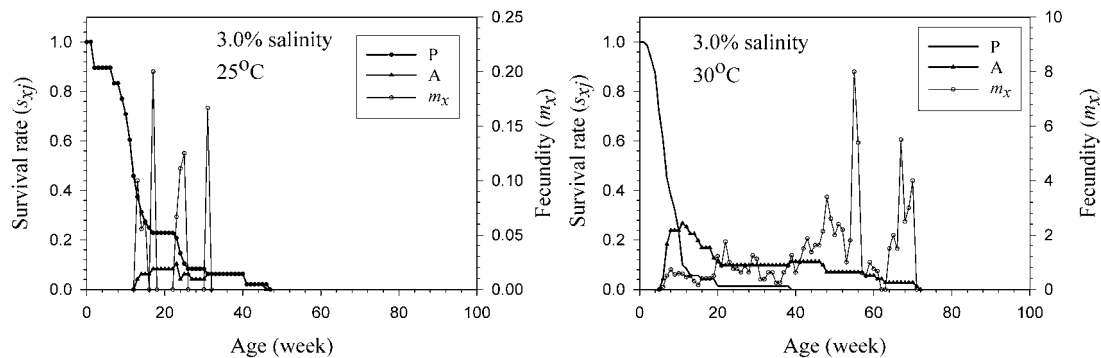 3.0% salinity
25°C
P
A
mx
1.0
0.8
0.6
0.4
0.2
0.0
Survival rate (sxj)
0.25
0.20
0.15
0.10
0.05
0.00
Fecundity (mx)
0 20 40 60 80 100
Age (week)
3.0% salinity
30°C
P
A
mx
1.0
0.8
0.6
0.4
0.2
0.0
Survival rate (sxj)
10
8
6
4
2
0
Fecundity (mx)
0 20 40 60 80 100
Age (week)